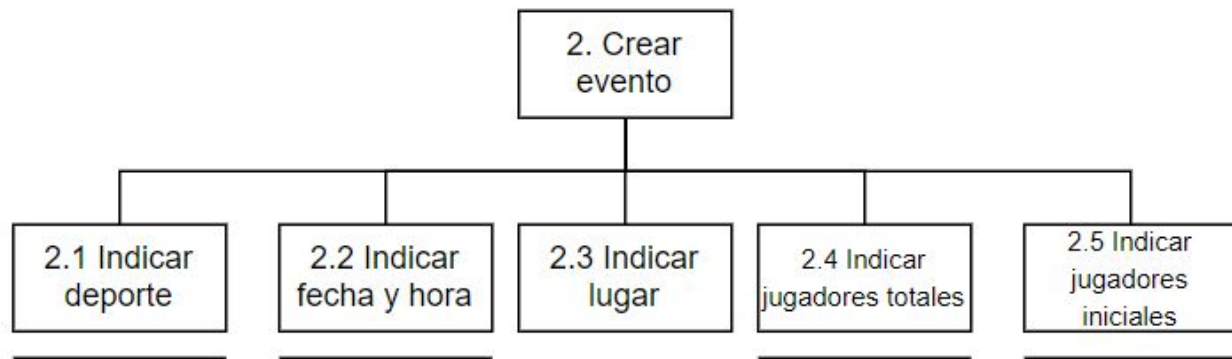 2. Crear
evento
2.1 Indicar
deporte
2.2 Indicar
fecha y hora
2.3 Indicar
lugar
2.4 Indicar
jugadores totales
2.5 Indicar
jugadores
iniciales